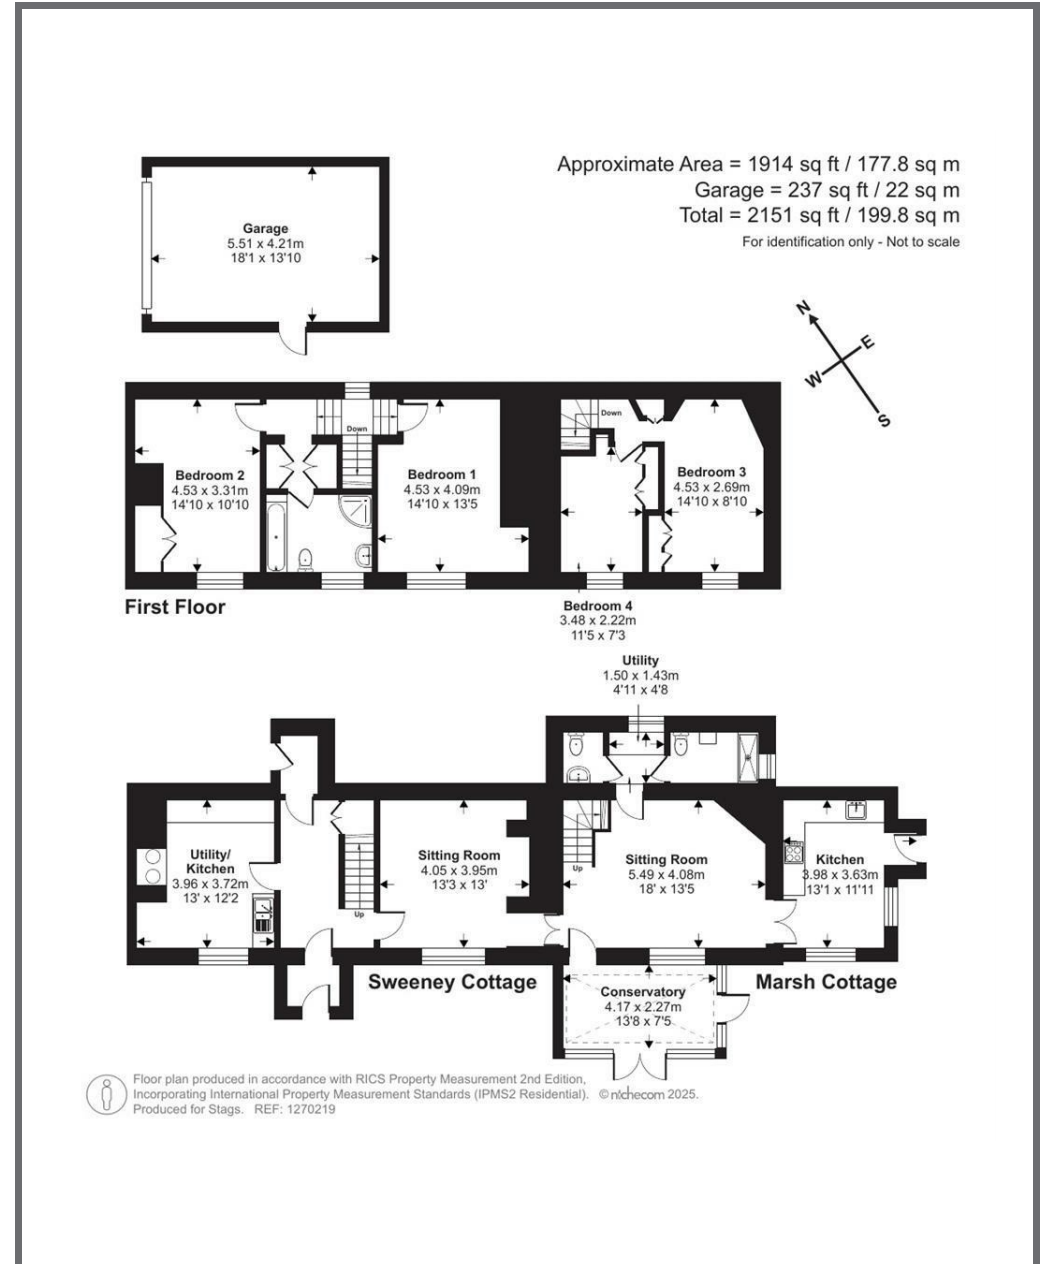 Approximate Area = 1914 sq ft / 177.8 sq m
Garage = 237 sq ft / 22 sq m
Total = 2151 sq ft / 199.8 sq m
For identification only - Not to scale
Garage
5.51 x 4.21m
18'1 x 13'10
N
E
W
S
Down
Down
Bedroom 2
4.53 x 3.31m
14'10 x 10'10
Bedroom 1
4.53 x 4.09m
14'10 x 13'5
Bedroom 3
4.53 x 2.69m
14'10 x 8'10
First Floor
Bedroom 4
3.48 x 2.22m
11'5 x 7'3
Utility
1.50 x 1.43m
4'11 x 4'8
Utility/
Kitchen
3.96 x 3.72m
13' x 12'2
Up
Sitting Room
4.05 x 3.95m
13'3 x 13'
Up
Sitting Room
5.49 x 4.08m
18' x 13'5
Kitchen
3.98 x 3.63m
13'1 x 11'11
Sweeney Cottage
Marsh Cottage
Conservatory
4.17 x 2.27m
13'8 x 7'5
Floor plan produced in accordance with RICS Property Measurement 2nd Edition,
Incorporating International Property Measurement Standards (IPMS2 Residential). © nichecom 2025.
Produced for Stags. REF: 1270219